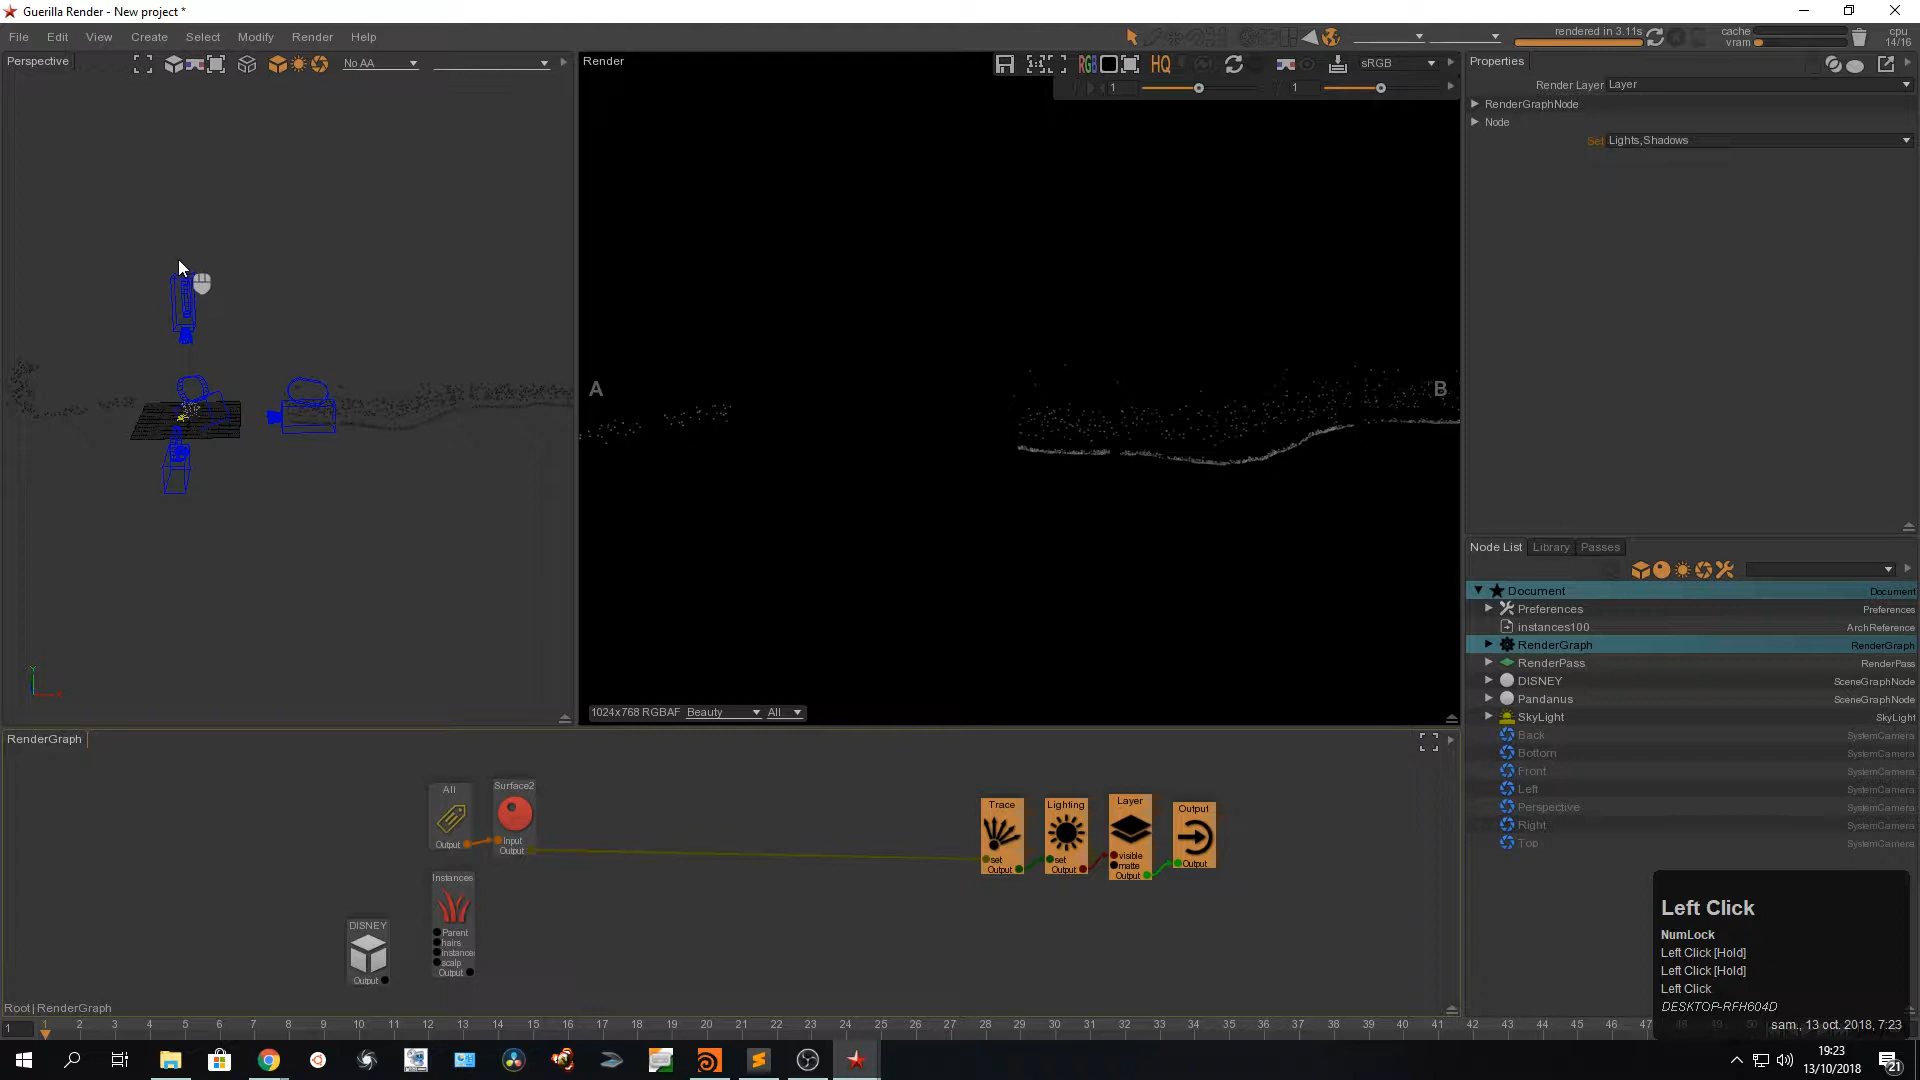 Guerilla Render - New project *
File Edit View Create Select Modify Render Help
rendered in 3.11s
cache
vram
cpu
14/16
Perspective
No AA
Render
RGB
1:1
HQ
sRGB
1
1
Properties
Render Layer Layer
RenderGraphNode
Node
Set Lights,Shadows
A
B
1024x768 RGBAF Beauty All
Node List Library Passes
Document Document
Preferences Preferences
instances100 ArchReference
RenderGraph RenderGraph
RenderPass RenderPass
DISNEY SceneGraphNode
Pandanus SceneGraphNode
SkyLight SkyLight
Back SystemCamera
Bottom SystemCamera
Front SystemCamera
Left SystemCamera
Perspective SystemCamera
Right SystemCamera
Top SystemCamera
RenderGraph
All
Output
Surface2
Input
Output
Instances
Parent
hairs
instance
scalp
Output
DISNEY
Output
Trace
set
Output
Lighting
set
Output
Layer
visible
matte
Output
Output
Output
Root|RenderGraph
Left Click
NumLock
Left Click [Hold]
Left Click [Hold]
Left Click
DESKTOP-RFH604D
sam., 13 oct. 2018, 7:23
1 1 2 3 4 5 6 7 8 9 10 11 12 13 14 15 16 17 18 19 20 21 22 23 24 25 26 27 28 29 30 31 32 33 34 35 36 37 38 39 40 41 42 43 44 45 46 47 48 49 50
19:23
13/10/2018
21